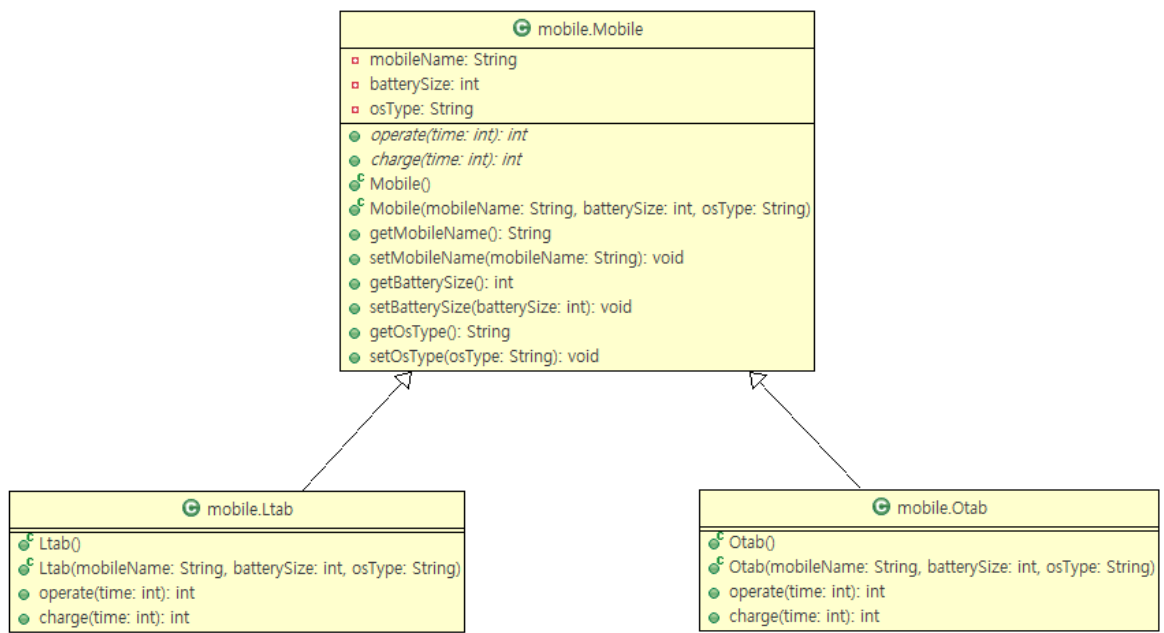 mobile.Mobile
mobileName: String
batterySize: int
osType: String
operate(time: int): int
charge(time: int): int
Mobile()
Mobile(mobileName: String, batterySize: int, osType: String)
getMobileName(): String
setMobileName(mobileName: String): void
getBatterySize(): int
setBatterySize(batterySize: int): void
getOsType(): String
setOsType(osType: String): void
mobile.Ltab
Ltab()
Ltab(mobileName: String, batterySize: int, osType: String)
operate(time: int): int
charge(time: int): int
mobile.Otab
Otab()
Otab(mobileName: String, batterySize: int, osType: String)
operate(time: int): int
charge(time: int): int